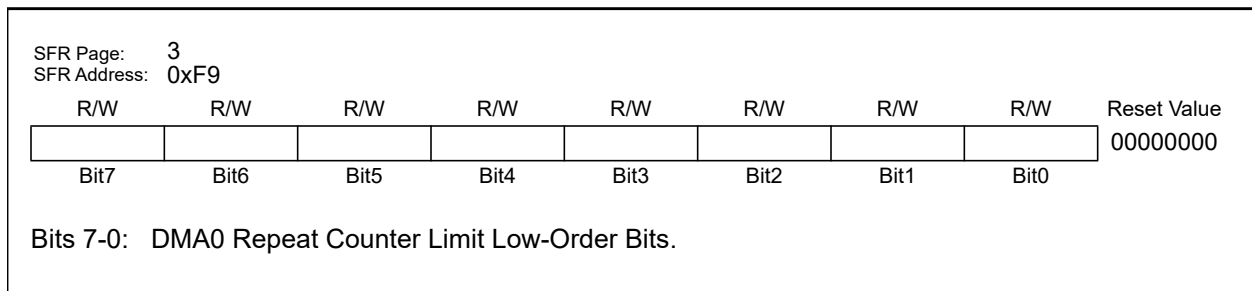 SFR Page: 3
SFR Address: 0xF9
R/W R/W R/W R/W R/W R/W R/W R/W Reset Value
00000000
Bit7 Bit6 Bit5 Bit4 Bit3 Bit2 Bit1 Bit0
Bits 7-0: DMA0 Repeat Counter Limit Low-Order Bits.